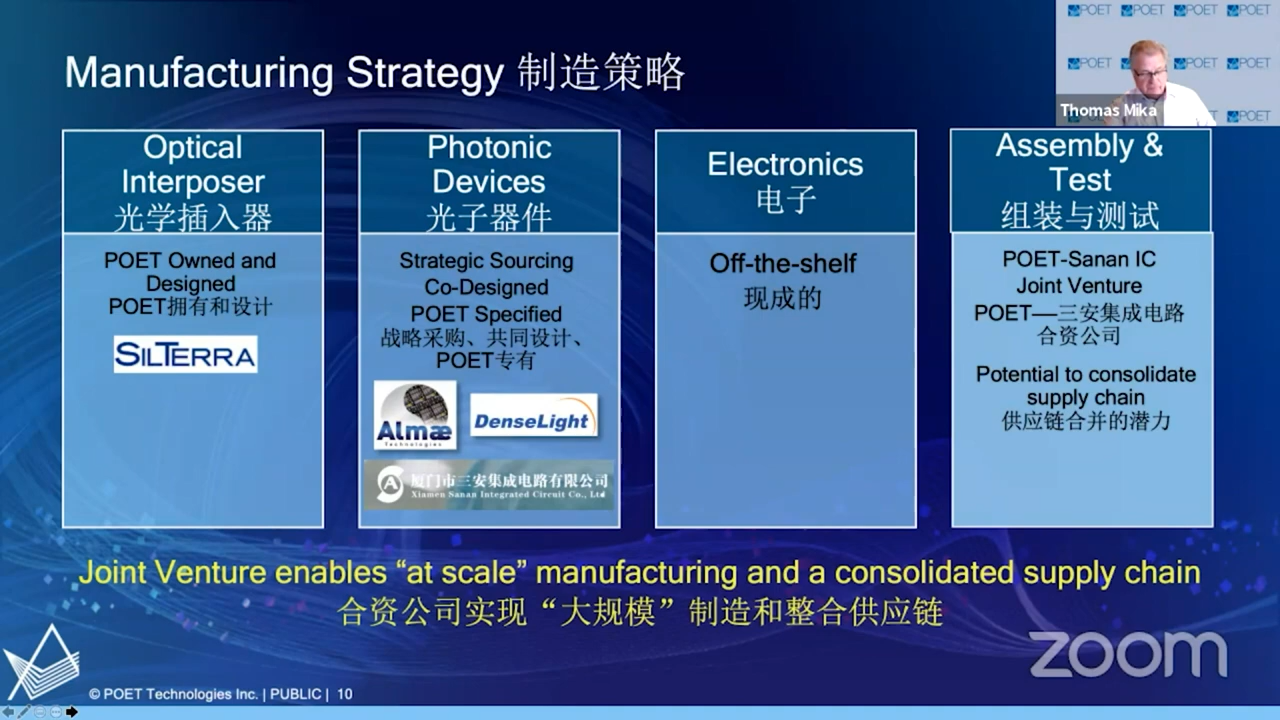 Manufacturing Strategy 制造策略
POET POET POET POET
POET POET POET
POET
Thomas Mika
Optical
Interposer
光学插入器
POET Owned and
Designed
POET拥有和设计
SILTERRA
Photonic
Devices
光子器件
Strategic Sourcing
Co-Designed
POET Specified
战略采购、共同设计、
POET专有
Almae
Technologies
DenseLight
厦门市三安集成电路有限公司
Xiamen Sanan Integrated Circuit Co., Ltd
Electronics
电子
Off-the-shelf
现成的
Assembly &
Test
组装与测试
POET-Sanan IC
Joint Venture
POET——三安集成电路
合资公司
Potential to consolidate
supply chain
供应链合并的潜力
Joint Venture enables “at scale” manufacturing and a consolidated supply chain
合资公司实现“大规模”制造和整合供应链
zoom
© POET Technologies Inc. | PUBLIC | 10